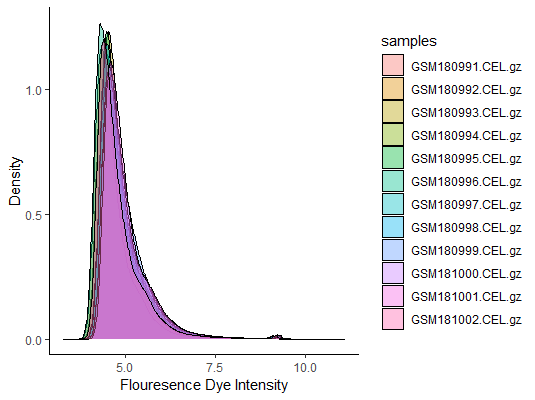 samples
GSM180991.CEL.gz
GSM180992.CEL.gz
GSM180993.CEL.gz
GSM180994.CEL.gz
GSM180995.CEL.gz
GSM180996.CEL.gz
GSM180997.CEL.gz
GSM180998.CEL.gz
GSM180999.CEL.gz
GSM181000.CEL.gz
GSM181001.CEL.gz
GSM181002.CEL.gz
Density
1.0
0.5
0.0
5.0 7.5 10.0
Flouresence Dye Intensity